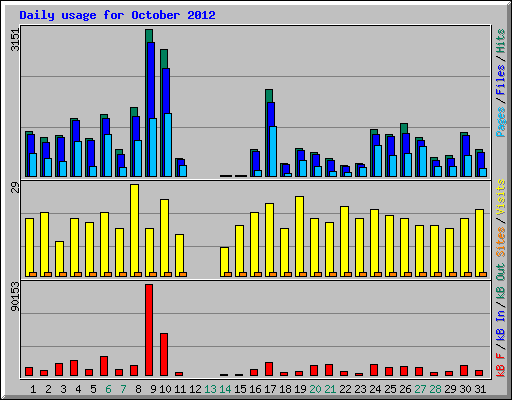 Daily usage for October 2012
3151
Pages / Files / Hits
29
Sites / Visits
90153
kB F / kB In / kB Out
1 2 3 4 5 6 7 8 9 10 11 12 13 14 15 16 17 18 19 20 21 22 23 24 25 26 27 28 29 30 31